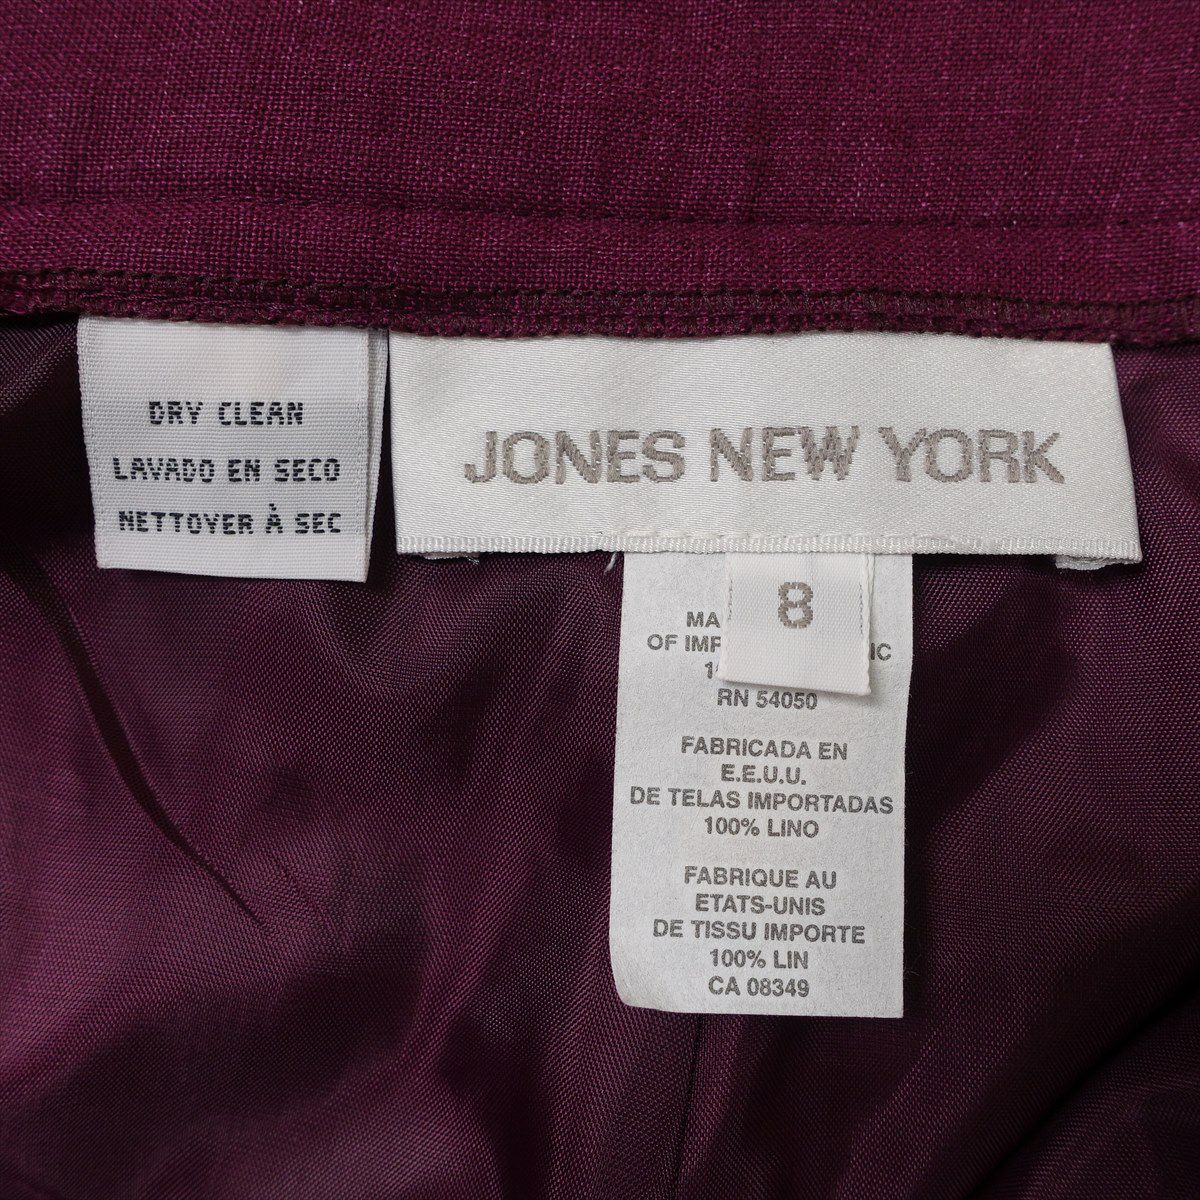 DRY CLEAN
LAVADO EN SECO
NETTOYER À SEC
JONES NEW YORK
8
OF
RN 54050
FABRICADA EN
E.E.U.U.
DE TELAS IMPORTADAS
100% LINO
FABRIQUE AU
ETATS-UNIS
DE TISSU IMPORTE
100% LIN
CA 08349